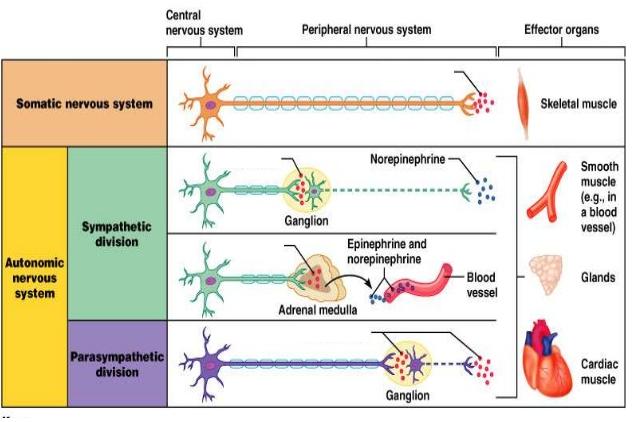 Central
nervous system
Peripheral nervous system
Effector organs
Somatic nervous system
Skeletal muscle
Autonomic
nervous
system
Sympathetic
division
Norepinephrine
Ganglion
Smooth
muscle
(e.g., in
a blood
vessel)
Epinephrine and
norepinephrine
Blood
vessel
Adrenal medulla
Glands
Parasympathetic
division
Ganglion
Cardiac
muscle